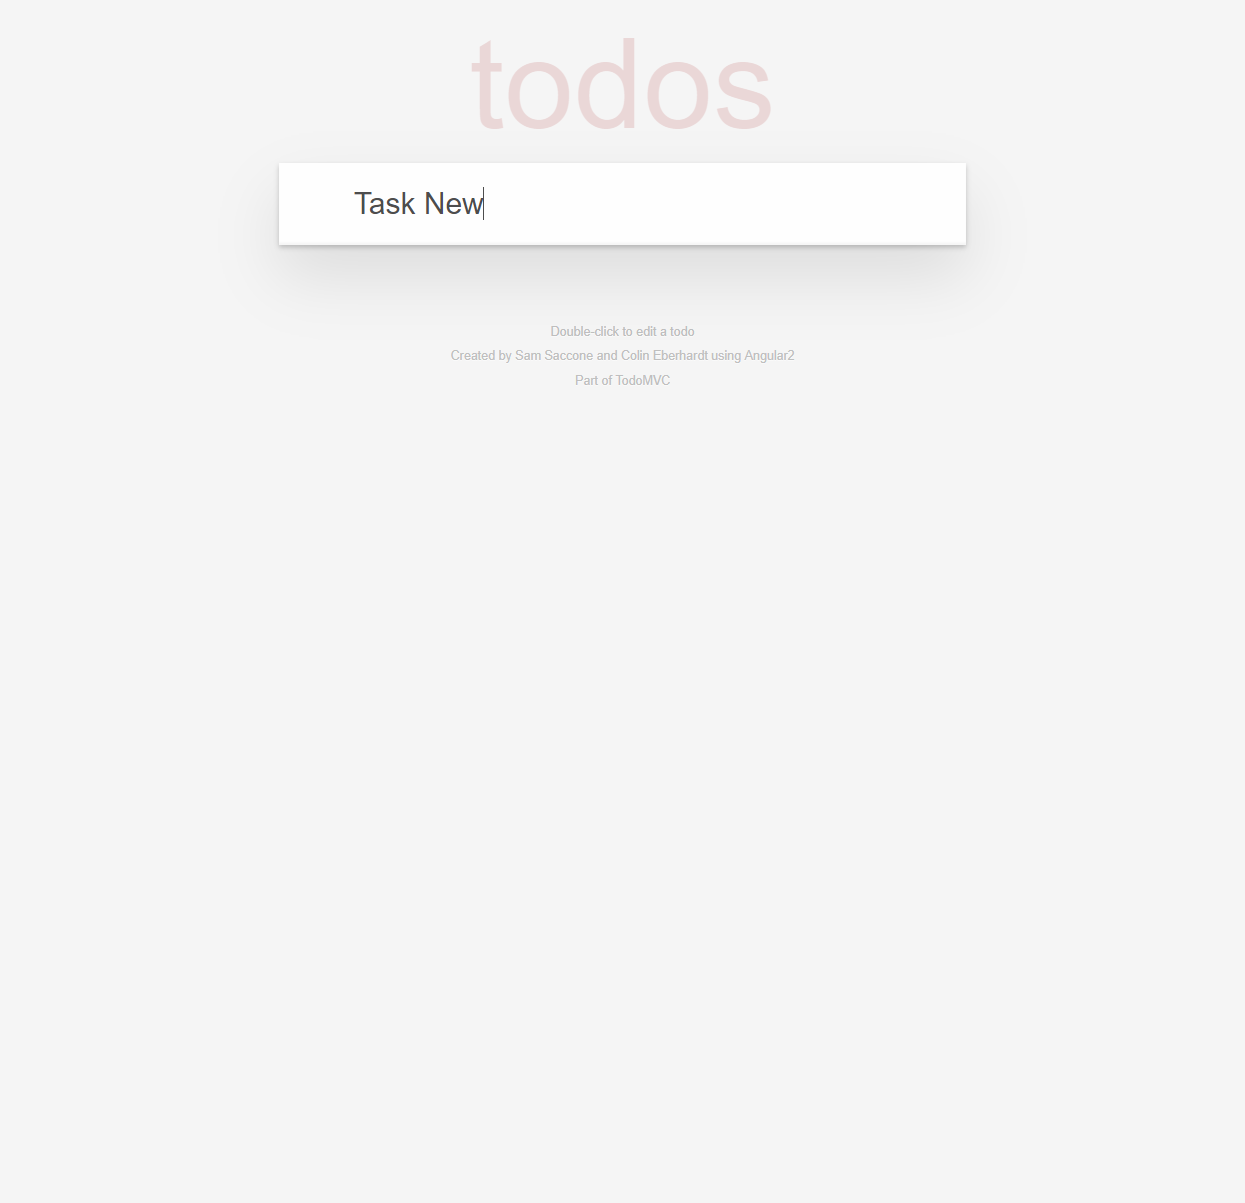 todos
Task New
Double-click to edit a todo
Created by Sam Saccone and Colin Eberhardt using Angular2
Part of TodoMVC